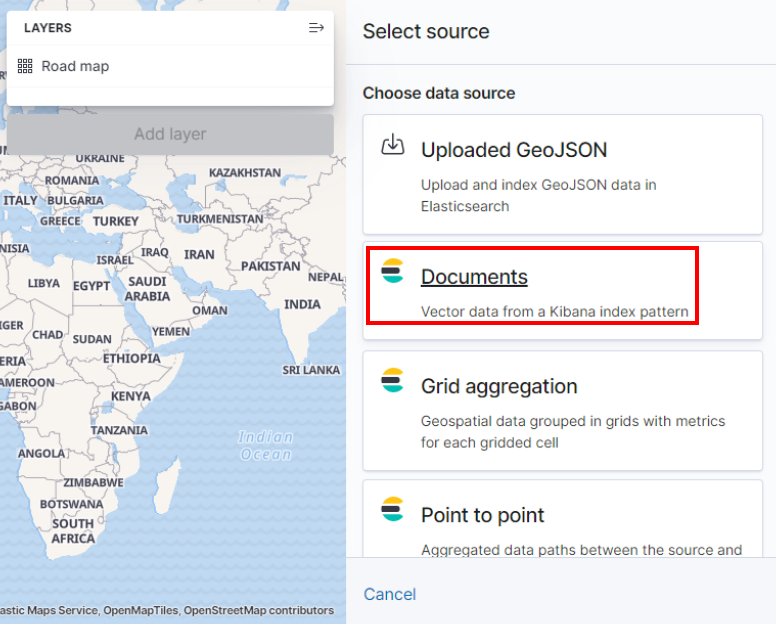 LAYERS
Road map
Add layer
UKRAINE
ROMANIA
KAZAKHSTAN
ITALY
BULGARIA
GREECE
TURKEY
TURKMENISTAN
ISRAEL
IRAQ
IRAN
PAKISTAN
NEPAL
LIBYA
EGYPT
SAUDI
ARABIA
OMAN
INDIA
CHAD
SUDAN
YEMEN
ETHIOPIA
SRI LANKA
KENYA
TANZANIA
Indian
Ocean
ANGOLA
ZIMBABWE
BOTSWANA
SOUTH
AFRICA
astic Maps Service, OpenMapTiles, OpenStreetMap contributors
Select source
Choose data source
Uploaded GeoJSON
Upload and index GeoJSON data in
Elasticsearch
Documents
Vector data from a Kibana index pattern
Grid aggregation
Geospatial data grouped in grids with metrics
for each gridded cell
Point to point
Aggregated data paths between the source and
Cancel